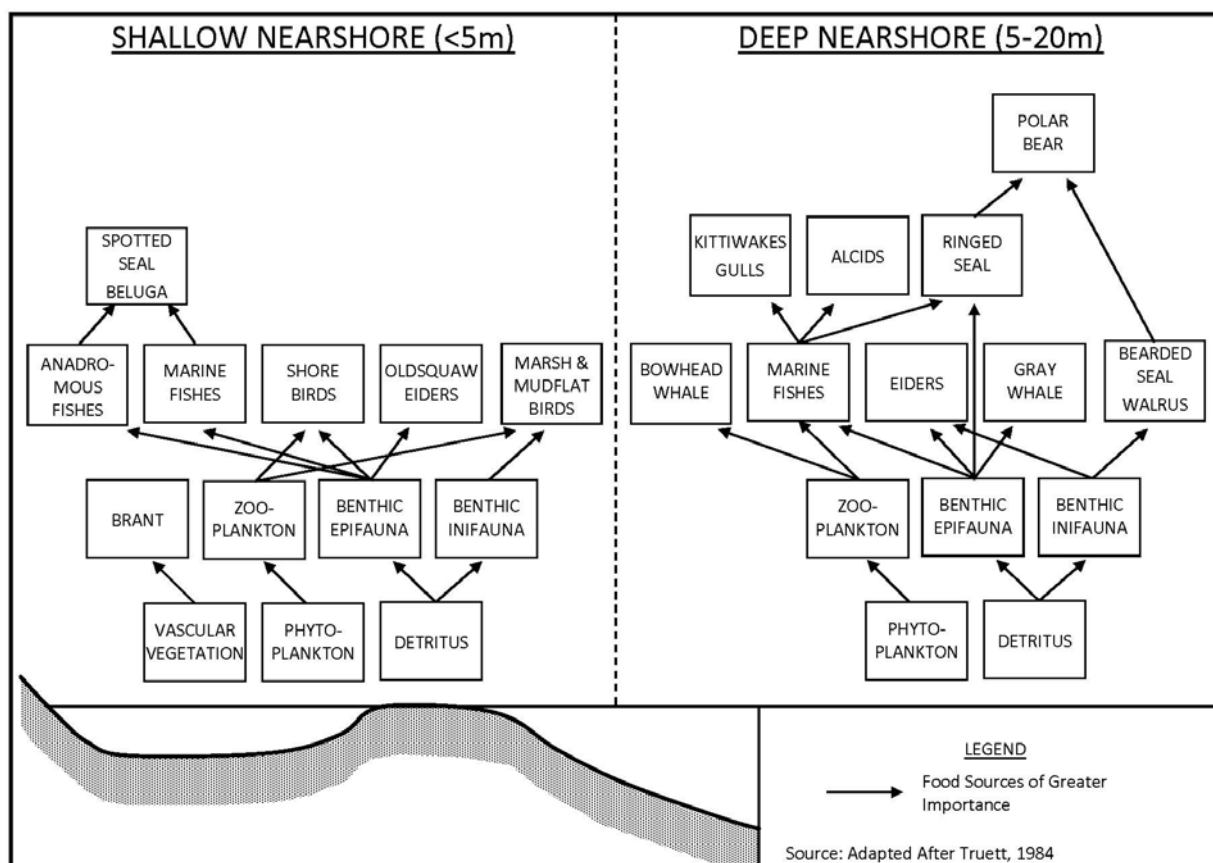 SHALLOW NEARSHORE (<5m)
SPOTTED
SEAL
BELUGA
ANADRO-
MOUS
FISHES
MARINE
FISHES
SHORE
BIRDS
OLDSQUAW
EIDERS
MARSH &
MUDFLAT
BIRDS
BRANT
ZOO-
PLANKTON
BENTHIC
EPIFAUNA
BENTHIC
INIFAUNA
VASCULAR
VEGETATION
PHYTO-
PLANKTON
DETRITUS
DEEP NEARSHORE (5-20m)
POLAR
BEAR
KITTIWAKES
GULLS
ALCIDS
RINGED
SEAL
BOWHEAD
WHALE
MARINE
FISHES
EIDERS
GRAY
WHALE
BEARDED
SEAL
WALRUS
ZOO-
PLANKTON
BENTHIC
EPIFAUNA
BENTHIC
INIFAUNA
PHYTO-
PLANKTON
DETRITUS
LEGEND
Food Sources of Greater
Importance
Source: Adapted After Truett, 1984